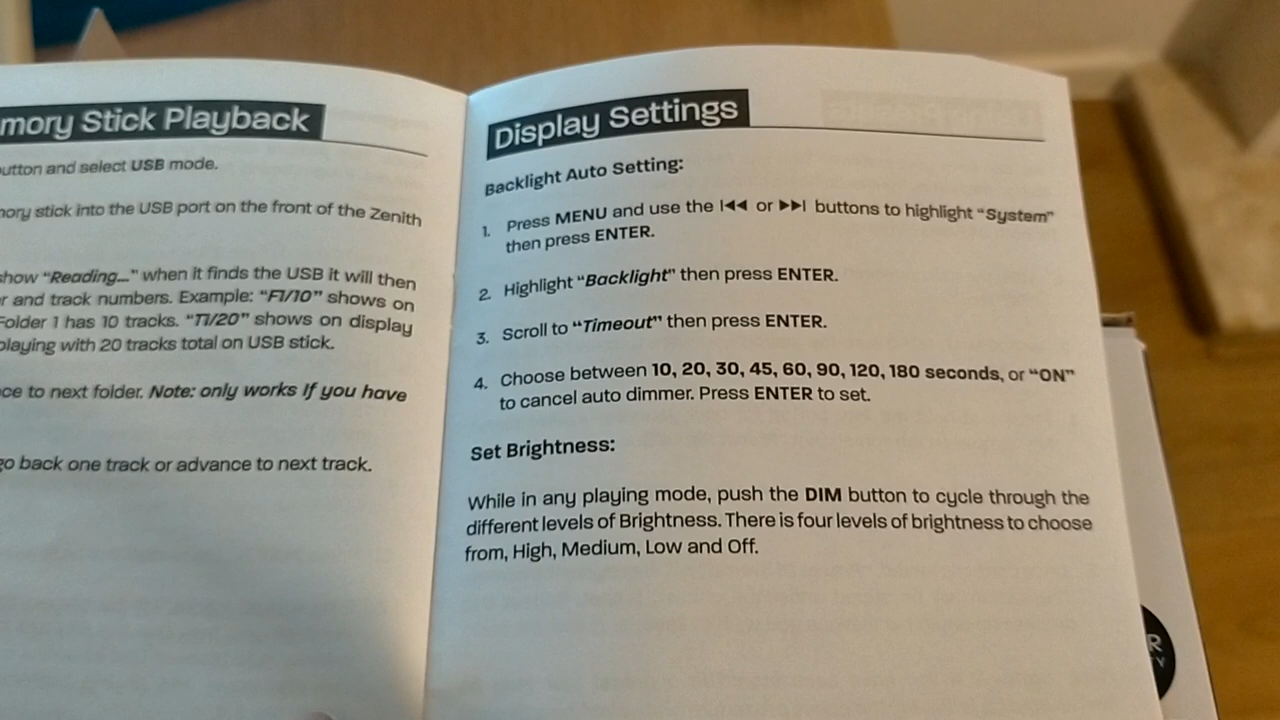 mory Stick Playback
utton and select USB mode.
mory stick into the USB port on the front of the Zenith
show “Reading...” when it finds the USB it will then
r and track numbers. Example: “F1/10” shows on
Folder 1 has 10 tracks. “T1/20” shows on display
playing with 20 tracks total on USB stick.
ce to next folder. Note: only works If you have
go back one track or advance to next track.
Display Settings
Backlight Auto Setting:
1. Press MENU and use the I◀◀ or ▶▶I buttons to highlight “System”
then press ENTER.
2. Highlight “Backlight” then press ENTER.
3. Scroll to “Timeout” then press ENTER.
4. Choose between 10, 20, 30, 45, 60, 90, 120, 180 seconds, or “ON”
to cancel auto dimmer. Press ENTER to set.
Set Brightness:
While in any playing mode, push the DIM button to cycle through the
different levels of Brightness. There is four levels of brightness to choose
from, High, Medium, Low and Off.